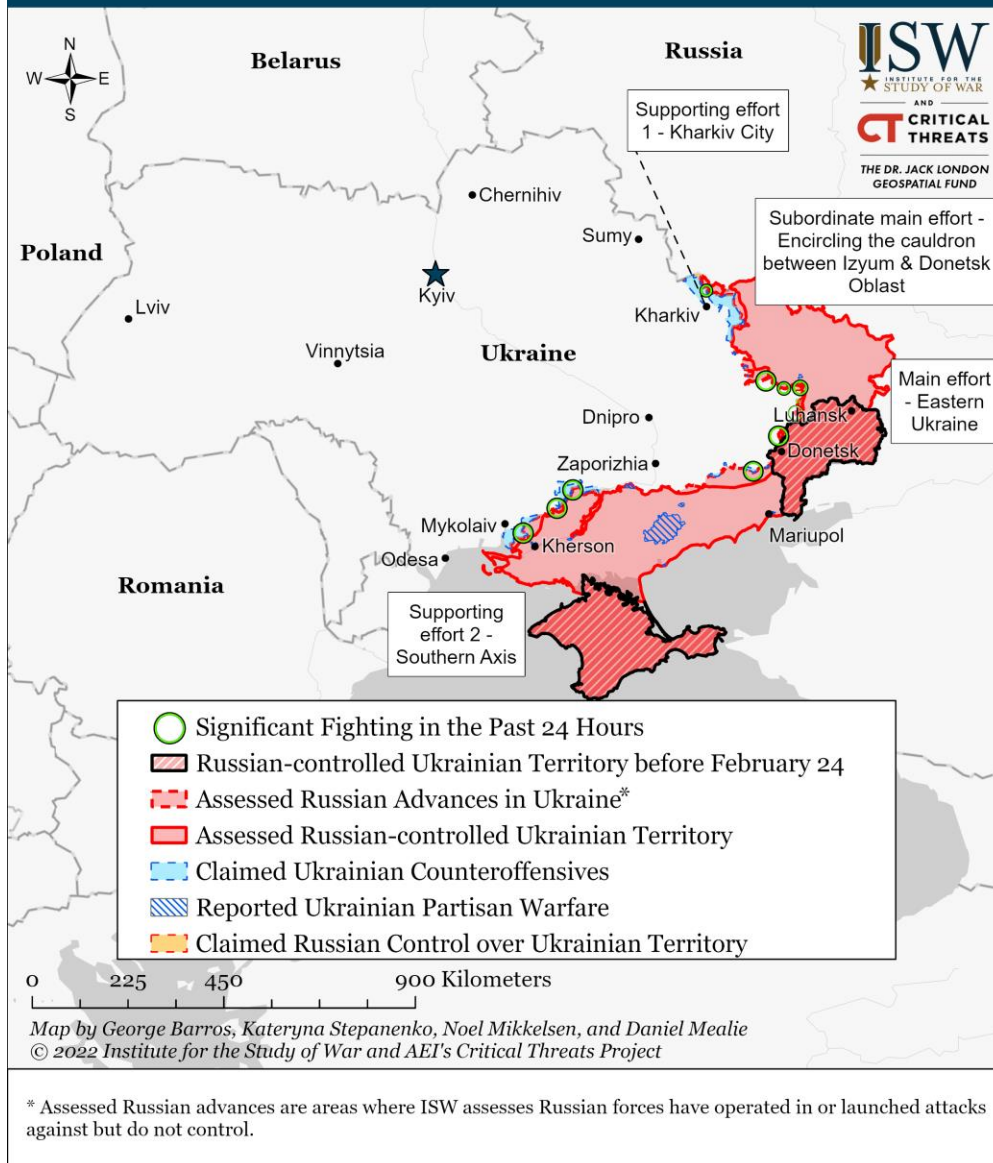 N
W
E
S
Belarus
Russia
ISW
INSTITUTE FOR THE
STUDY OF WAR
AND
CT CRITICAL
THREATS
THE DR. JACK LONDON
GEOSPATIAL FUND
Supporting effort
1 - Kharkiv City
Chernihiv
Subordinate main effort -
Encircling the cauldron
between Izyum & Donetsk
Oblast
Sumy
Poland
Kyiv
Lviv
Kharkiv
Vinnytsia
Ukraine
Main effort
- Eastern
Ukraine
Dnipro
Luhansk
Donetsk
Zaporizhia
Mykolaiv
Mariupol
Kherson
Odesa
Romania
Supporting
effort 2 -
Southern Axis
Significant Fighting in the Past 24 Hours
Russian-controlled Ukrainian Territory before February 24
Assessed Russian Advances in Ukraine*
Assessed Russian-controlled Ukrainian Territory
Claimed Ukrainian Counteroffensives
Reported Ukrainian Partisan Warfare
Claimed Russian Control over Ukrainian Territory
0 225 450 900 Kilometers
Map by George Barros, Kateryna Stepanenko, Noel Mikkelsen, and Daniel Mealie
© 2022 Institute for the Study of War and AEI's Critical Threats Project
* Assessed Russian advances are areas where ISW assesses Russian forces have operated in or launched attacks
against but do not control.